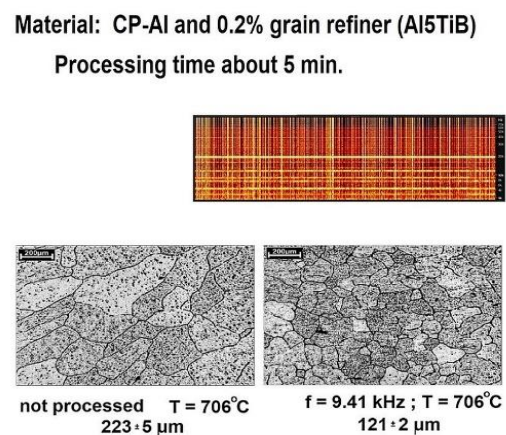 Material: CP-Al and 0.2% grain refiner (Al5TiB)
Processing time about 5 min.
200µm
200µm
not processed T = 706°C
223±5 µm
f = 9.41 kHz ; T = 706°C
121±2 µm